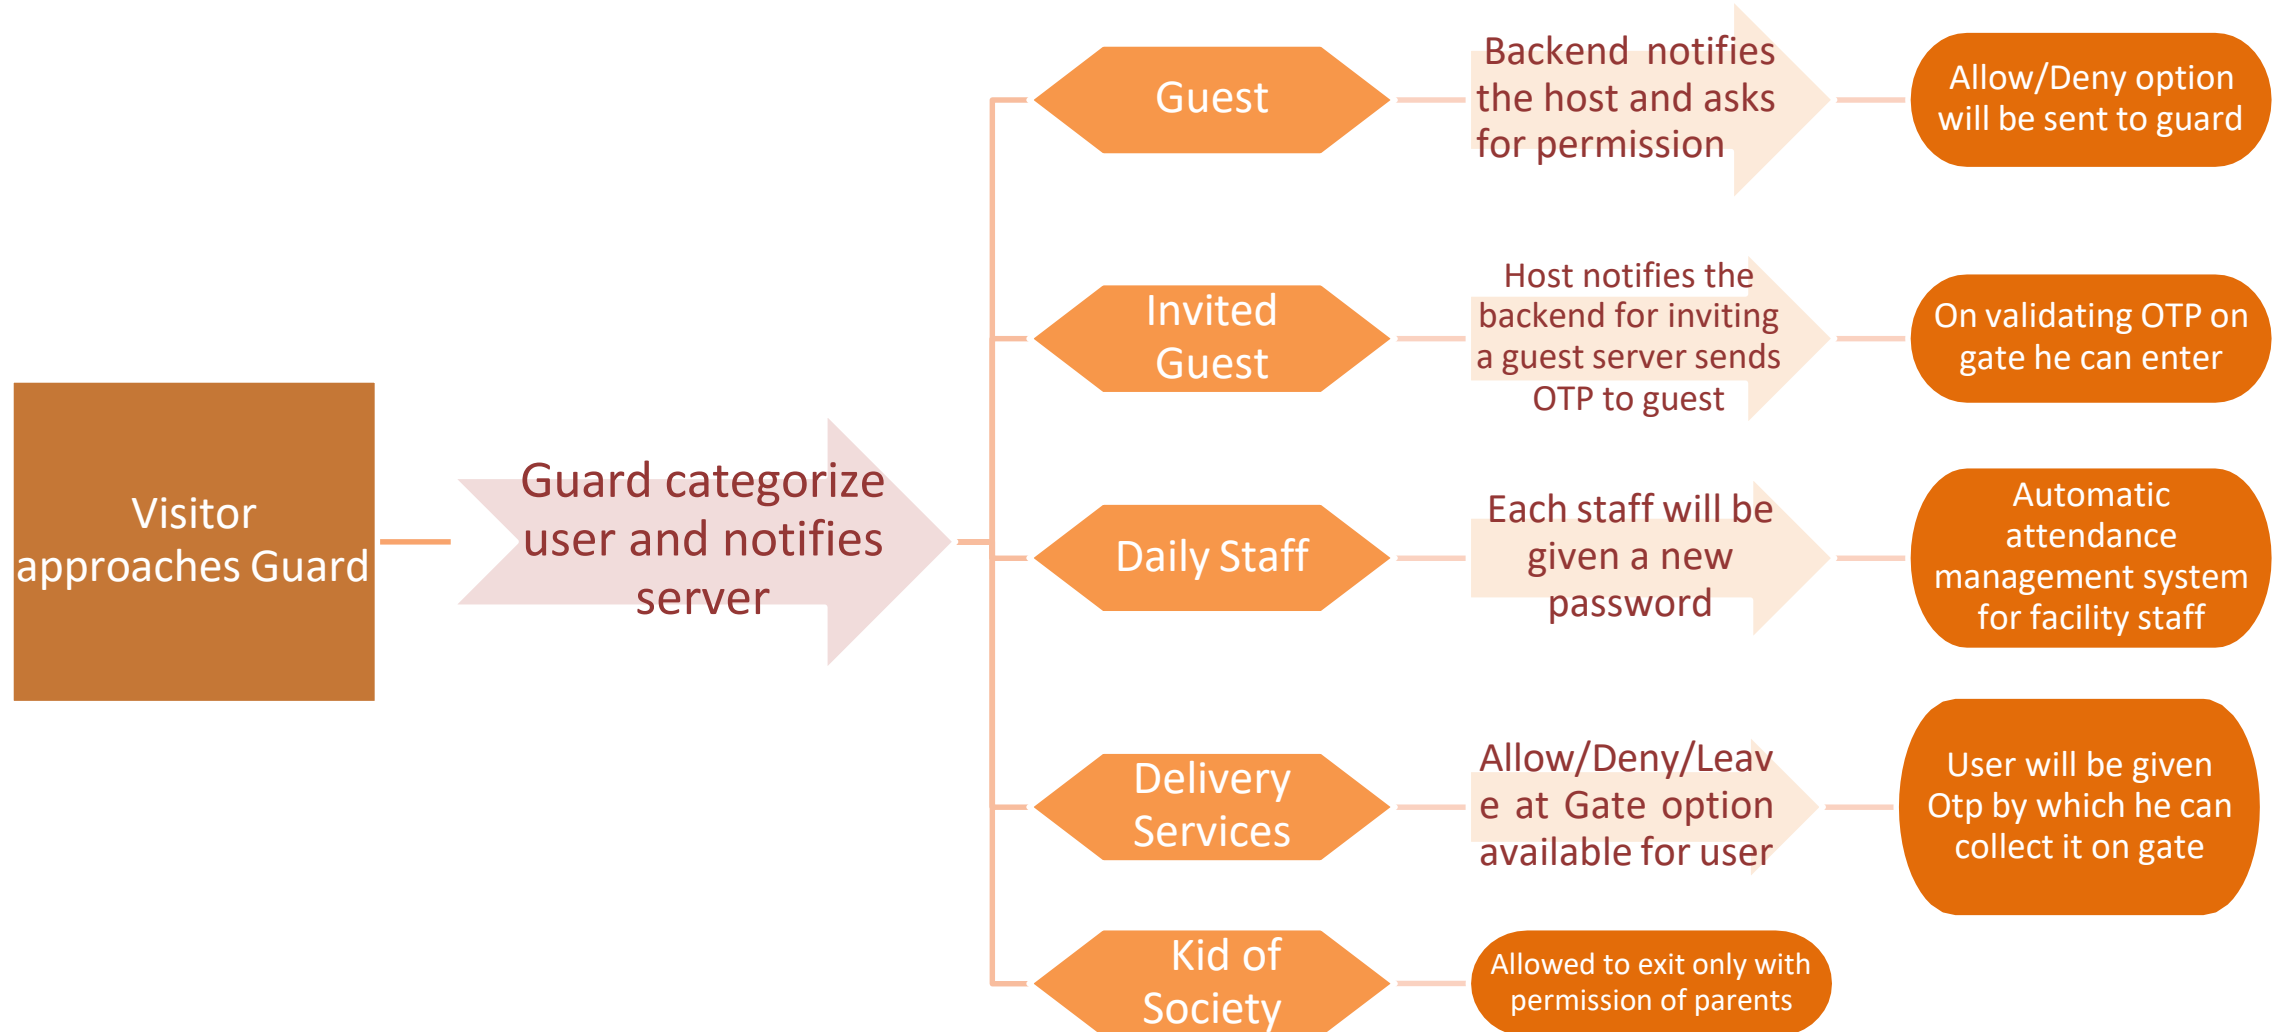 Visitor
approaches Guard
Guard categorize
user and notifies
server
Guest
Backend notifies
the host and asks
for permission
Allow/Deny option
will be sent to guard
Invited
Guest
Host notifies the
backend for inviting
a guest server sends
OTP to guest
On validating OTP on
gate he can enter
Daily Staff
Each staff will be
given a new
password
Automatic
attendance
management system
for facility staff
Delivery
Services
Allow/Deny/Leav
e at Gate option
available for user
User will be given
Otp by which he can
collect it on gate
Kid of
Society
Allowed to exit only with
permission of parents